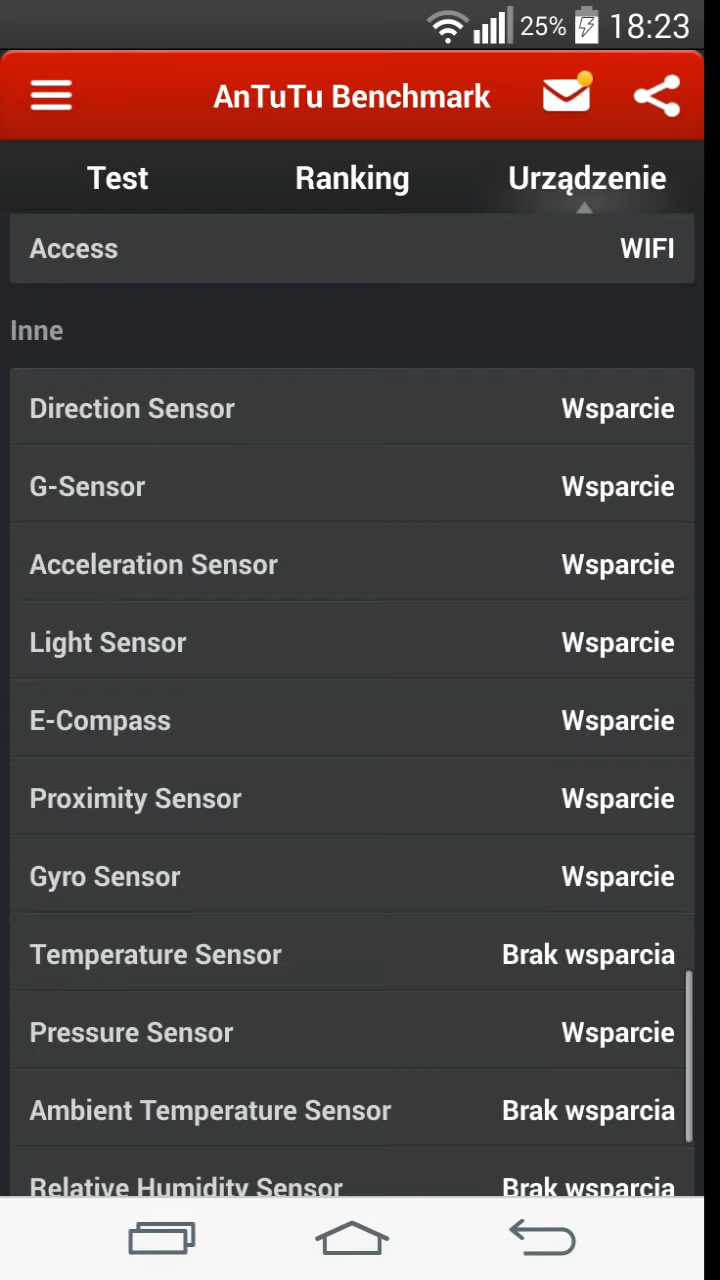 25% 18:23
AnTuTu Benchmark
Test Ranking Urządzenie
Access WIFI
Inne
Direction Sensor Wsparcie
G-Sensor Wsparcie
Acceleration Sensor Wsparcie
Light Sensor Wsparcie
E-Compass Wsparcie
Proximity Sensor Wsparcie
Gyro Sensor Wsparcie
Temperature Sensor Brak wsparcia
Pressure Sensor Wsparcie
Ambient Temperature Sensor Brak wsparcia
Relative Humidity Sensor Brak wsparcia